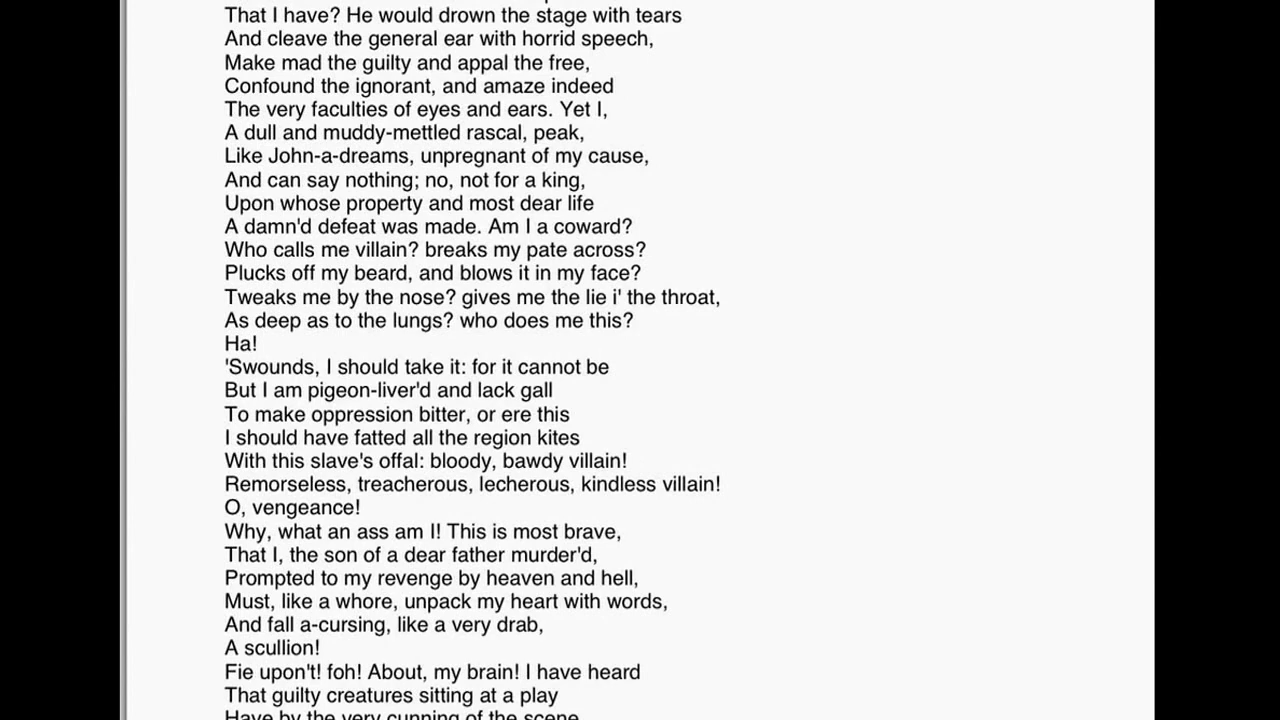 That I have? He would drown the stage with tears
And cleave the general ear with horrid speech,
Make mad the guilty and appal the free,
Confound the ignorant, and amaze indeed
The very faculties of eyes and ears. Yet I,
A dull and muddy-mettled rascal, peak,
Like John-a-dreams, unpregnant of my cause,
And can say nothing; no, not for a king,
Upon whose property and most dear life
A damn'd defeat was made. Am I a coward?
Who calls me villain? breaks my pate across?
Plucks off my beard, and blows it in my face?
Tweaks me by the nose? gives me the lie i' the throat,
As deep as to the lungs? who does me this?
Ha!
'Swounds, I should take it: for it cannot be
But I am pigeon-liver'd and lack gall
To make oppression bitter, or ere this
I should have fatted all the region kites
With this slave's offal: bloody, bawdy villain!
Remorseless, treacherous, lecherous, kindless villain!
O, vengeance!
Why, what an ass am I! This is most brave,
That I, the son of a dear father murder'd,
Prompted to my revenge by heaven and hell,
Must, like a whore, unpack my heart with words,
And fall a-cursing, like a very drab,
A scullion!
Fie upon't! foh! About, my brain! I have heard
That guilty creatures sitting at a play
Have by the very cunning of the scene